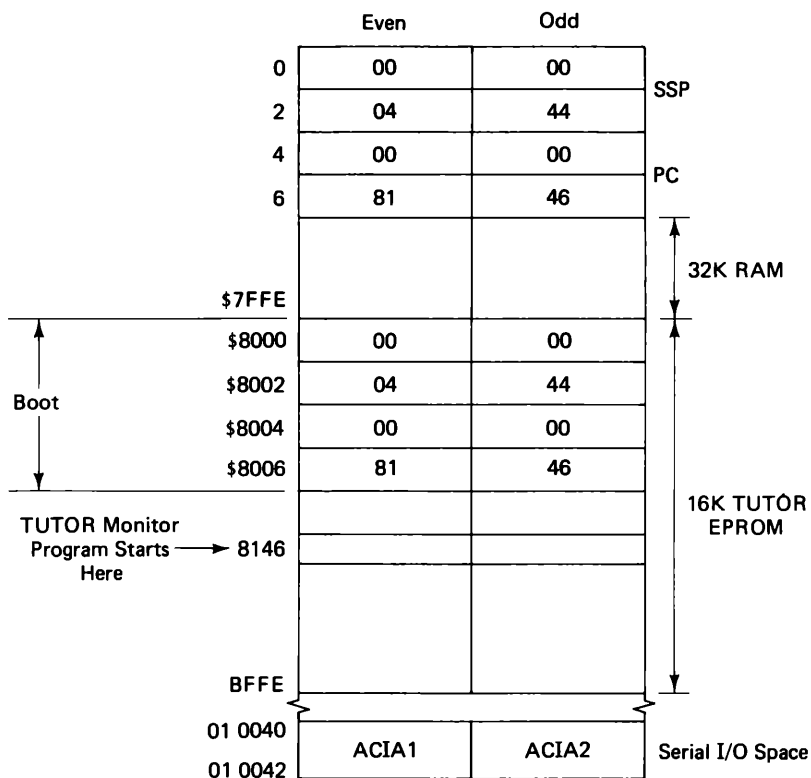 Even Odd
0 00 00
SSP
2 04 44
4 00 00
PC
6 81 46
32K RAM
$7FFE
$8000 00 00
$8002 04 44
Boot
$8004 00 00
$8006 81 46
16K TUTOR
EPROM
TUTOR Monitor
Program Starts
Here
8146
BFFE
01 0040
ACIA1 ACIA2 Serial I/O Space
01 0042